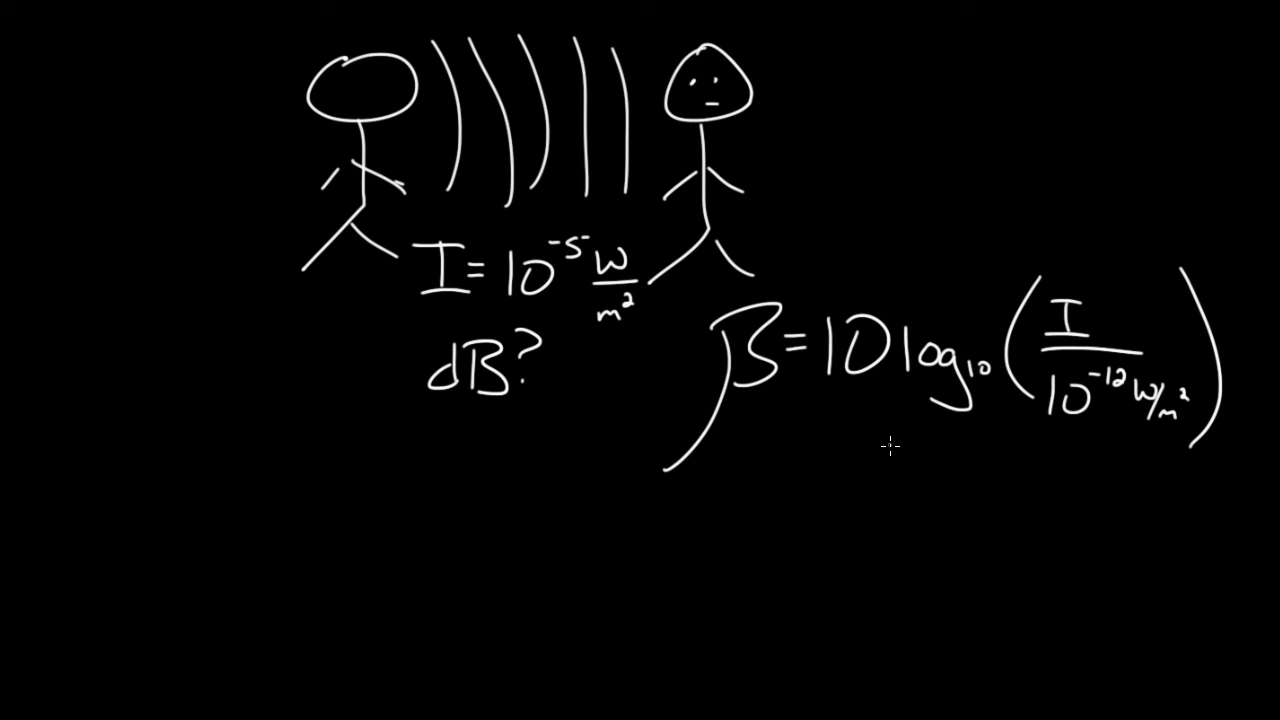 I = 10⁻⁵ W/m²
dB?
β = 10 log₁₀ (I / 10⁻¹² W/m²)